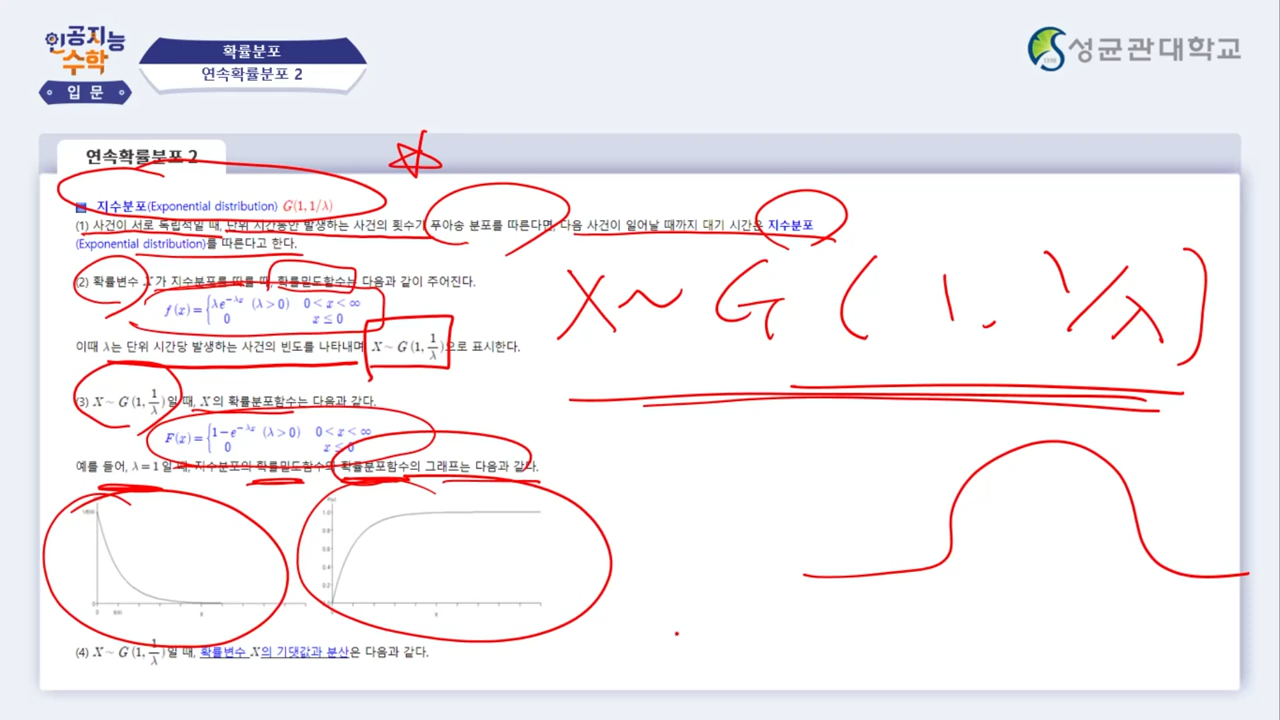 인공지능
수학
입문
확률분포
연속확률분포 2
성균관대학교
연속확률분포 2
지수분포(Exponential distribution) G(1,1/λ)
(1) 사건이 서로 독립적일 때, 단위 시간동안 발생하는 사건의 횟수가 푸아송 분포를 따른다면, 다음 사건이 일어날 때까지 대기 시간은 지수분포
(Exponential distribution)를 따른다고 한다.
(2) 확률변수 X가 지수분포를 따를 때, 확률밀도함수는 다음과 같이 주어진다.
f(x) = { λe^{-λx} (λ>0) 0<x<∞
0 x≤0
이때 λ는 단위 시간당 발생하는 사건의 빈도를 나타내며, X~G(1, 1/λ)으로 표시한다.
X ~ G (1, 1/λ)
(3) X~G(1, 1/λ)일 때, X의 확률분포함수는 다음과 같다.
F(x) = { 1-e^{-λx} (λ>0) 0<x<∞
0 x≤0
예를 들어, λ=1일 때, 지수분포의 확률밀도함수와 확률분포함수의 그래프는 다음과 같다.
1.0
0.8
0.6
0.4
0.2
0
0
(4) X~G(1, 1/λ)일 때, 확률변수 X의 기댓값과 분산은 다음과 같다.